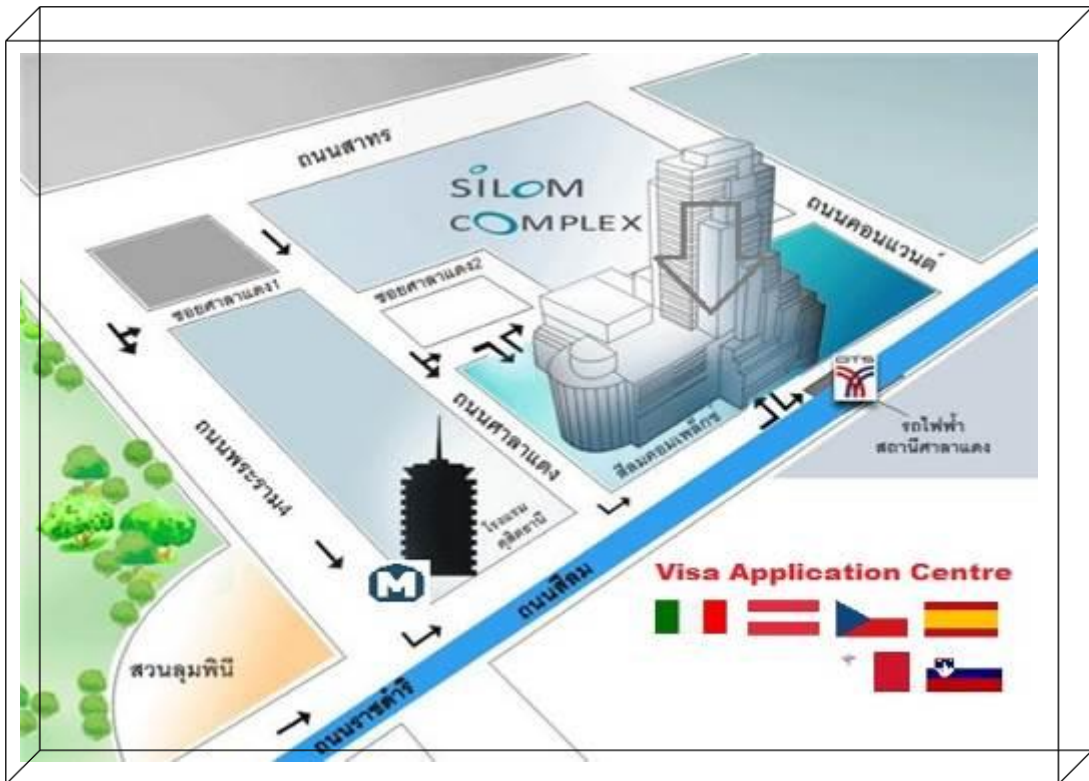 ถนนสาทร
SILOM
COMPLEX
ถนนคอนแวนต์
ซอยศาลาแดง1
ซอยศาลาแดง2
ถนนพระราม4
ถนนศาลาแดง
สีลมคอมเพล็กซ์
BTS
รถไฟฟ้า
สถานีศาลาแดง
โรงแรม
ดุสิตธานี
M
ถนนสีลม
สวนลุมพินี
ถนนราชดำริ
Visa Application Centre